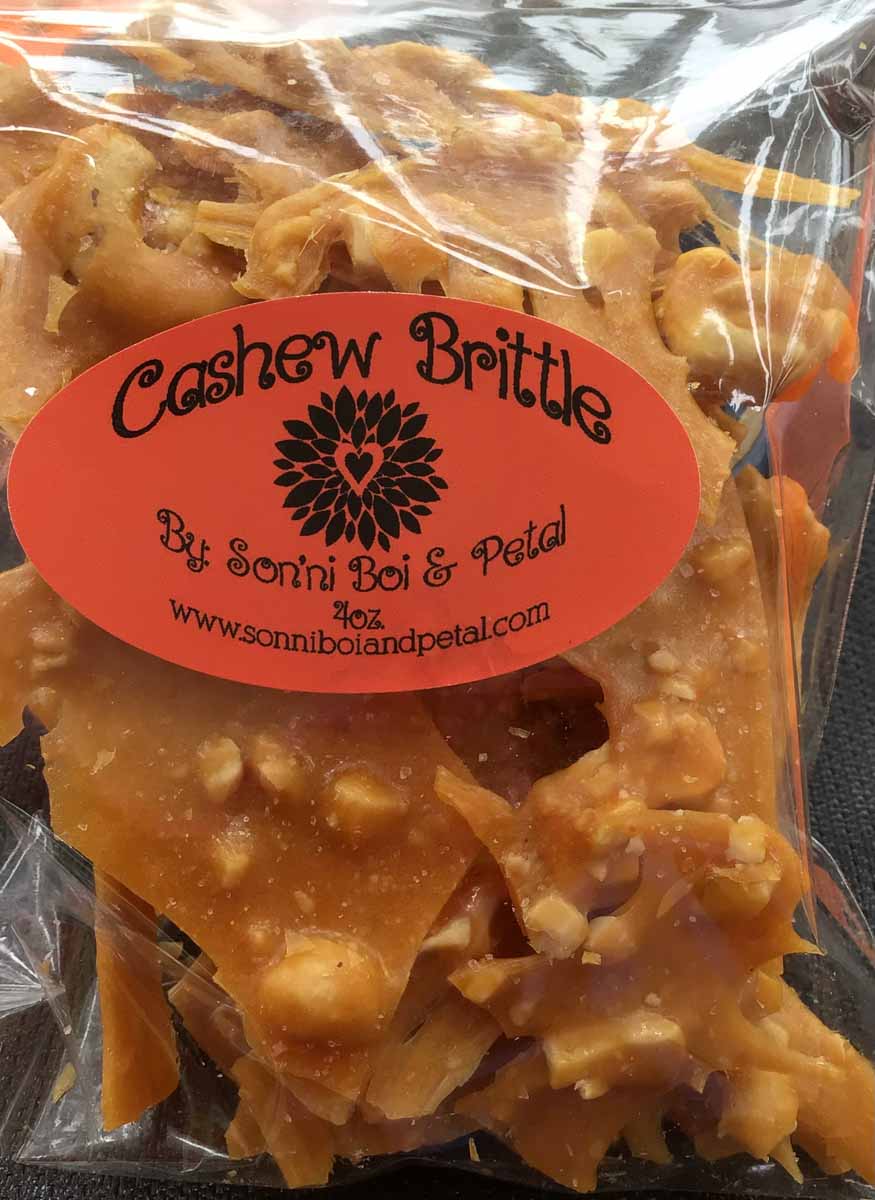 Cashew Brittle
By: Son'ni Boi & Petal
4oz.
www.sonniboiandpetal.com